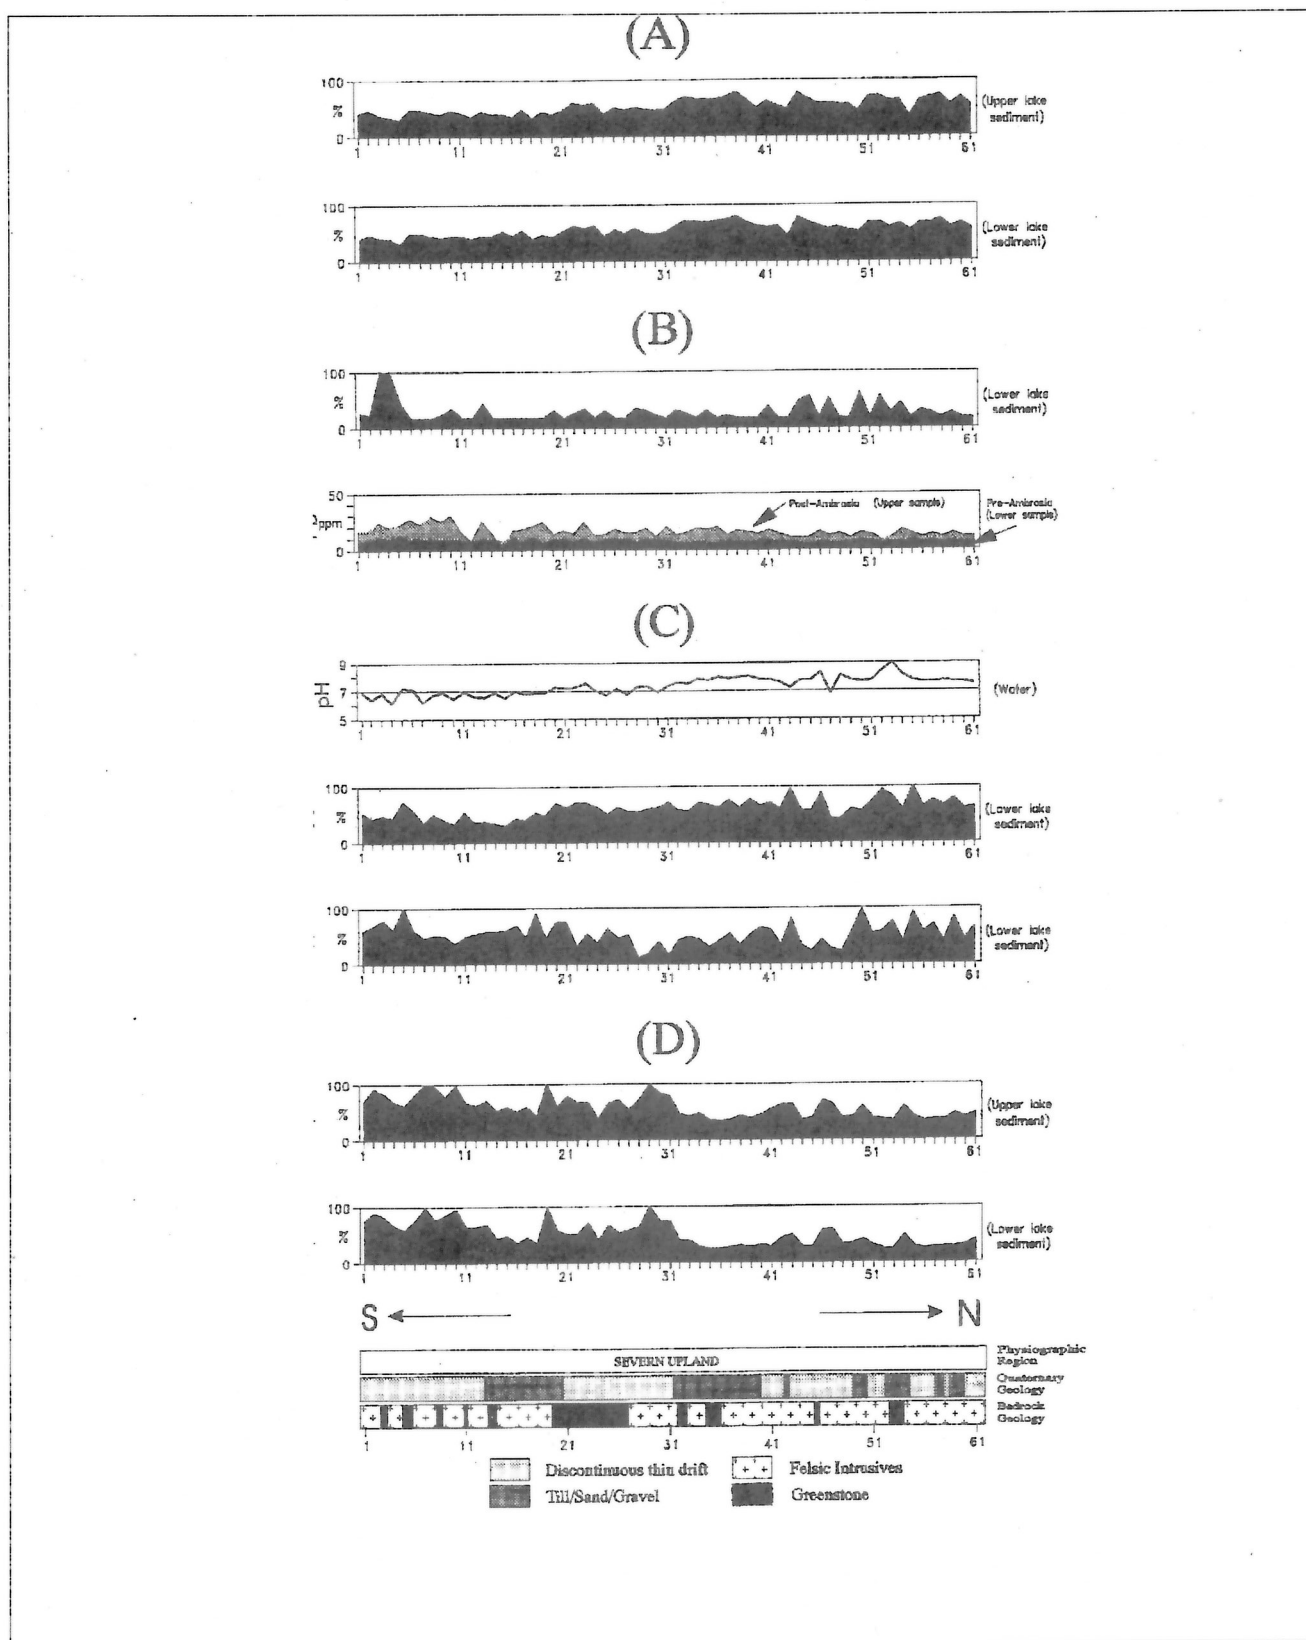 (A)
100
%
0
1 11 21 31 41 51 61
(Upper lake
sediment)
100
%
0
1 11 21 31 41 51 61
(Lower lake
sediment)
(B)
100
%
0
1 11 21 31 41 51 61
(Lower lake
sediment)
50
ppm
0
1 11 21 31 41 51 61
Post-Ambrosia (Upper sample)
Pre-Ambrosia
(Lower sample)
(C)
9
7
5
pH
1 11 21 31 41 51 61
(Water)
100
%
0
1 11 21 31 41 51 61
(Lower lake
sediment)
100
%
0
1 11 21 31 41 51 61
(Lower lake
sediment)
(D)
100
%
0
1 11 21 31 41 51 61
(Upper lake
sediment)
100
%
0
1 11 21 31 41 51 61
(Lower lake
sediment)
S N
SEVERN UPLAND
Physiographic
Region
Quaternary
Geology
Bedrock
Geology
1 11 21 31 41 51 61
Discontinuous thin drift
Felsic Intrusives
Till/Sand/Gravel
Greenstone